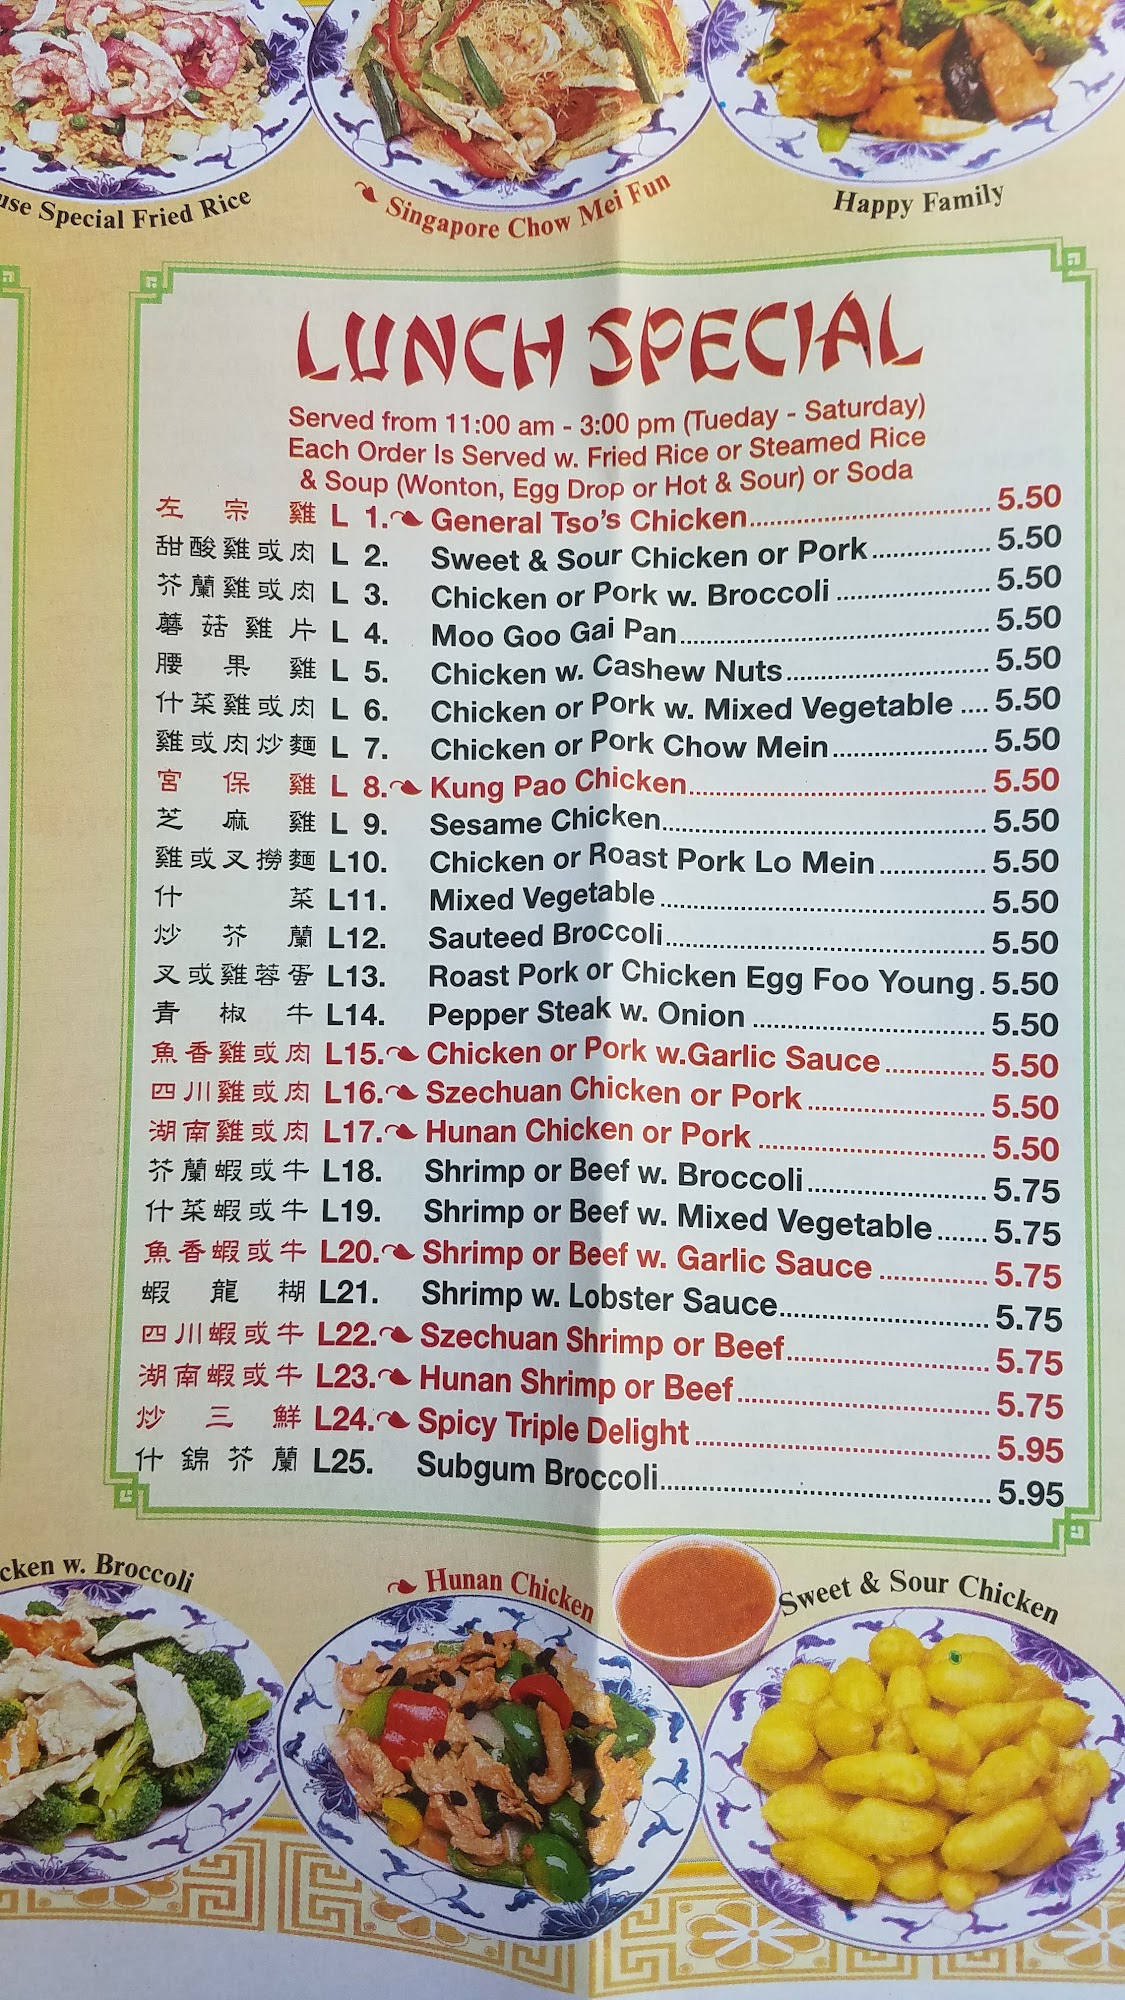 use Special Fried Rice
Singapore Chow Mei Fun
Happy Family
LUNCH SPECIAL
Served from 11:00 am - 3:00 pm (Tueday - Saturday)
Each Order Is Served w. Fried Rice or Steamed Rice
& Soup (Wonton, Egg Drop or Hot & Sour) or Soda
左宗雞 L 1. General Tso's Chicken 5.50
甜酸雞或肉 L 2. Sweet & Sour Chicken or Pork 5.50
芥蘭雞或肉 L 3. Chicken or Pork w. Broccoli 5.50
蘑菇雞片 L 4. Moo Goo Gai Pan 5.50
腰果雞 L 5. Chicken w. Cashew Nuts 5.50
什菜雞或肉 L 6. Chicken or Pork w. Mixed Vegetable 5.50
雞或肉炒麵 L 7. Chicken or Pork Chow Mein 5.50
宮保雞 L 8. Kung Pao Chicken 5.50
芝麻雞 L 9. Sesame Chicken 5.50
雞或叉撈麵 L10. Chicken or Roast Pork Lo Mein 5.50
什菜 L11. Mixed Vegetable 5.50
炒芥蘭 L12. Sauteed Broccoli 5.50
叉或雞蓉蛋 L13. Roast Pork or Chicken Egg Foo Young 5.50
青椒牛 L14. Pepper Steak w. Onion 5.50
魚香雞或肉 L15. Chicken or Pork w.Garlic Sauce 5.50
四川雞或肉 L16. Szechuan Chicken or Pork 5.50
湖南雞或肉 L17. Hunan Chicken or Pork 5.50
芥蘭蝦或牛 L18. Shrimp or Beef w. Broccoli 5.75
什菜蝦或牛 L19. Shrimp or Beef w. Mixed Vegetable 5.75
魚香蝦或牛 L20. Shrimp or Beef w. Garlic Sauce 5.75
蝦龍糊 L21. Shrimp w. Lobster Sauce 5.75
四川蝦或牛 L22. Szechuan Shrimp or Beef 5.75
湖南蝦或牛 L23. Hunan Shrimp or Beef 5.75
炒三鮮 L24. Spicy Triple Delight 5.95
什錦芥蘭 L25. Subgum Broccoli 5.95
cken w. Broccoli
Hunan Chicken
Sweet & Sour Chicken